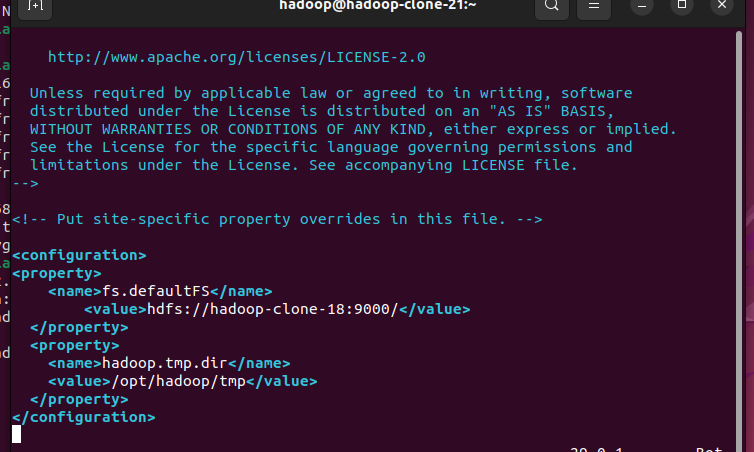 hadoop@hadoop-clone-21:~
http://www.apache.org/licenses/LICENSE-2.0
Unless required by applicable law or agreed to in writing, software
distributed under the License is distributed on an "AS IS" BASIS,
WITHOUT WARRANTIES OR CONDITIONS OF ANY KIND, either express or implied.
See the License for the specific language governing permissions and
limitations under the License. See accompanying LICENSE file.
-->
<!-- Put site-specific property overrides in this file. -->
<configuration>
<property>
<name>fs.defaultFS</name>
<value>hdfs://hadoop-clone-18:9000/</value>
</property>
<property>
<name>hadoop.tmp.dir</name>
<value>/opt/hadoop/tmp</value>
</property>
</configuration>